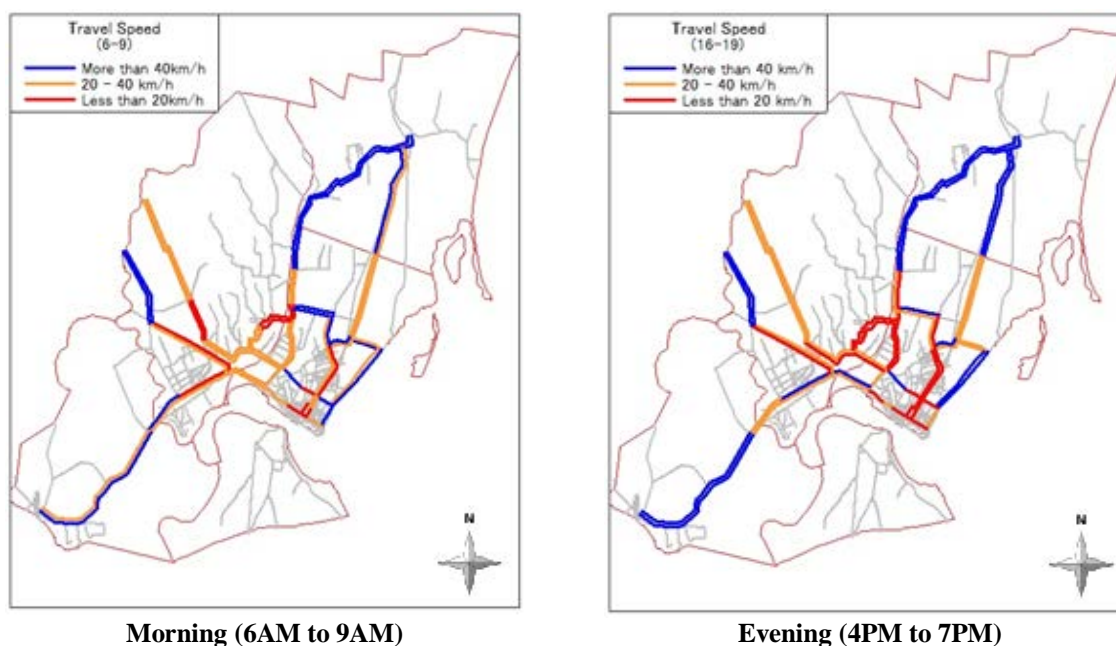 Travel Speed
(6-9)
More than 40km/h
20 - 40 km/h
Less than 20km/h
N
Morning (6AM to 9AM)
Travel Speed
(16-19)
More than 40 km/h
20 - 40 km/h
Less than 20 km/h
N
Evening (4PM to 7PM)